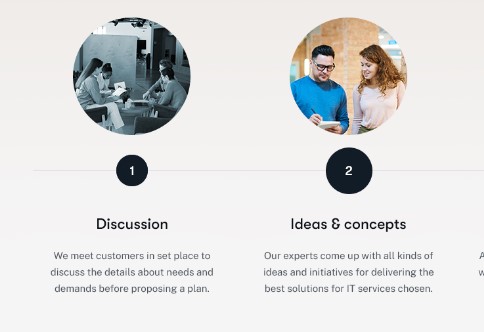 1
2
Discussion
Ideas & concepts
We meet customers in set place to
discuss the details about needs and
demands before proposing a plan.
Our experts come up with all kinds of
ideas and initiatives for delivering the
best solutions for IT services chosen.